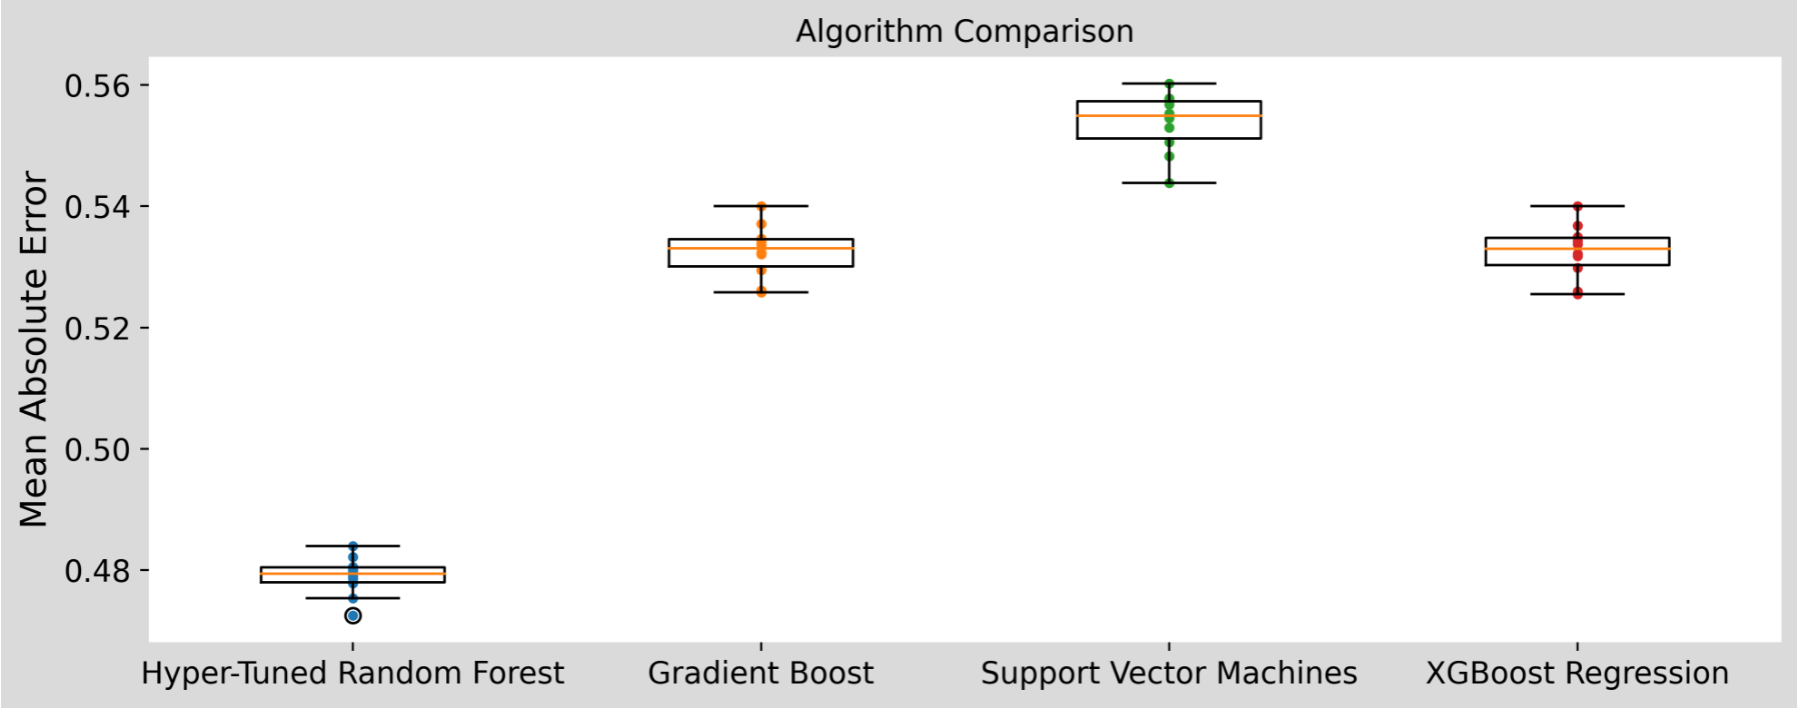 Algorithm Comparison
Mean Absolute Error
0.56
0.54
0.52
0.50
0.48
Hyper-Tuned Random Forest
Gradient Boost
Support Vector Machines
XGBoost Regression